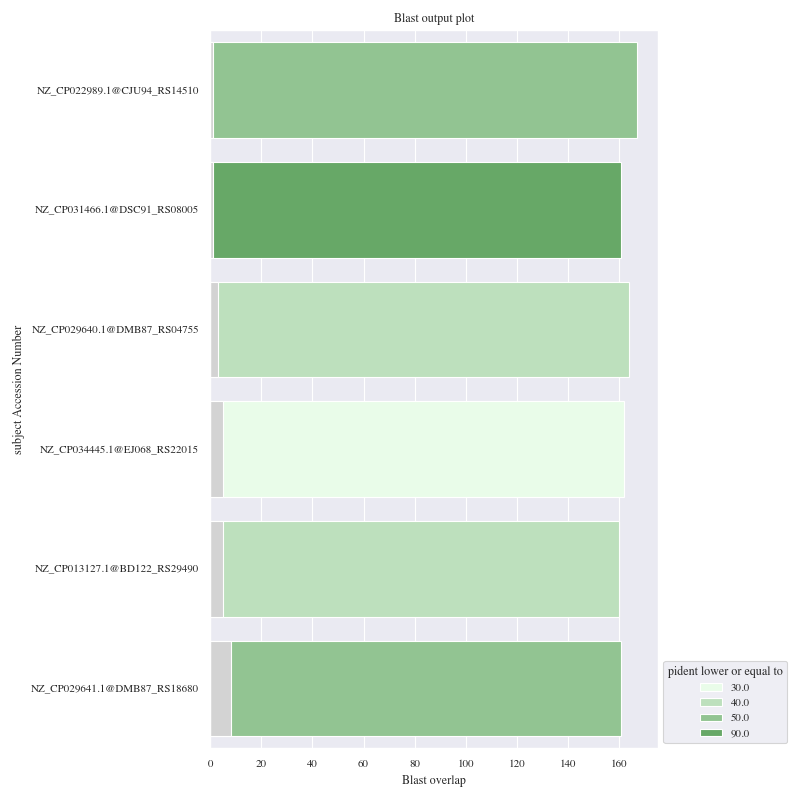 Blast output plot
NZ_CP022989.1@CJU94_RS14510
NZ_CP031466.1@DSC91_RS08005
NZ_CP029640.1@DMB87_RS04755
NZ_CP034445.1@EJ068_RS22015
NZ_CP013127.1@BD122_RS29490
NZ_CP029641.1@DMB87_RS18680
subject Accession Number
0 20 40 60 80 100 120 140 160
Blast overlap
pident lower or equal to
30.0
40.0
50.0
90.0